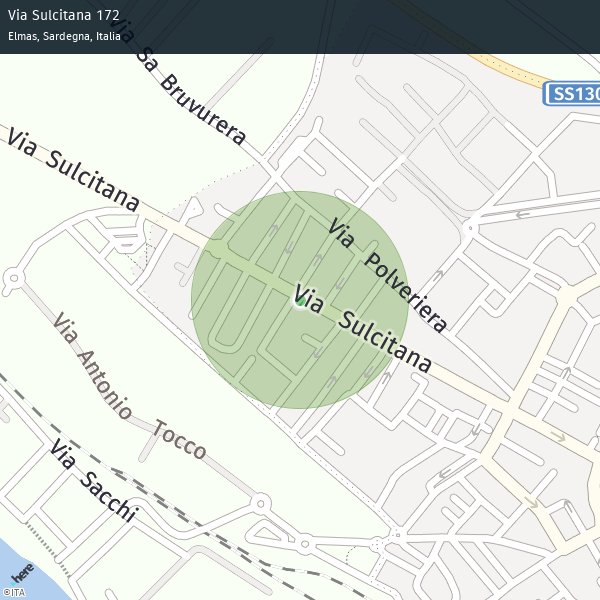 Via Sulcitana 172
Elmas, Sardegna, Italia
Via Sa Bruvurera
SS130
Via Sulcitana
Via Polveriera
Via Sulcitana
Via Antonio Tocco
Via Sacchi
here
©ITA